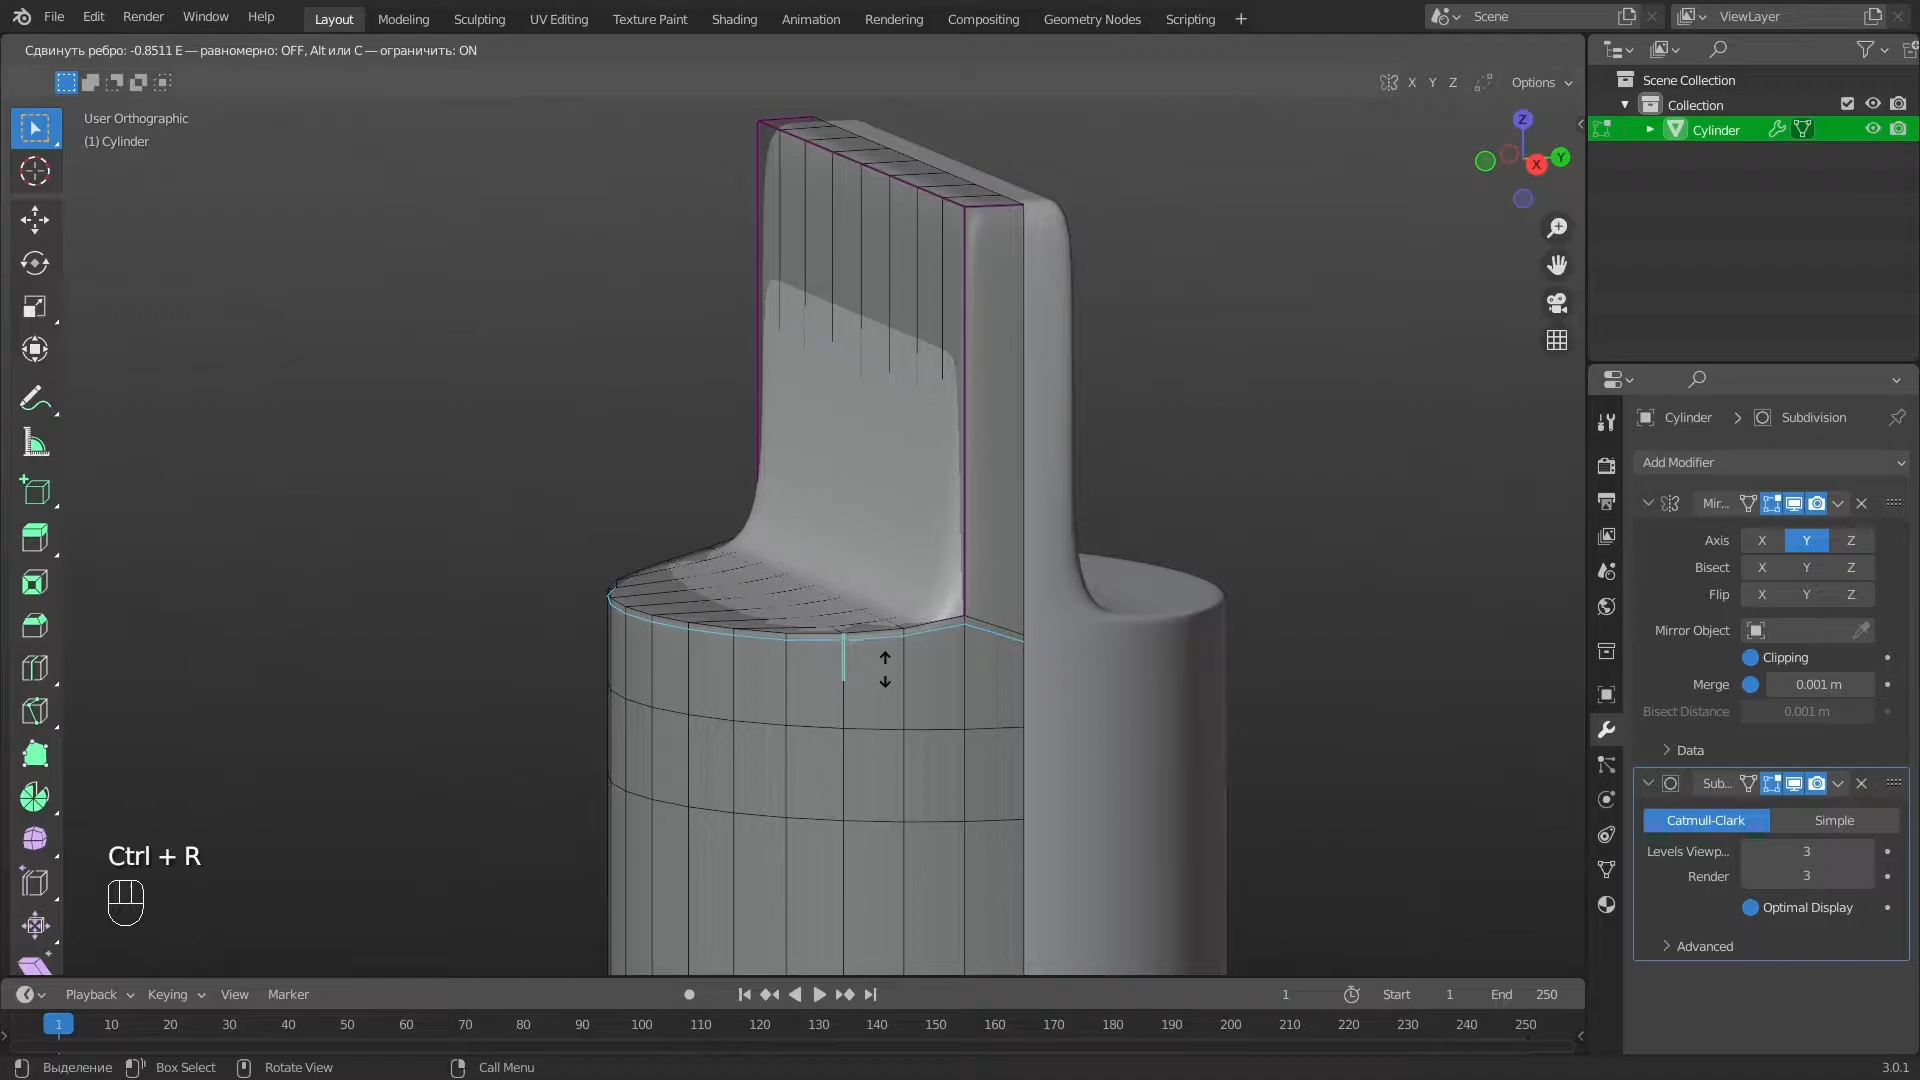 File Edit Render Window Help Layout Modeling Sculpting UV Editing Texture Paint Shading Animation Rendering Compositing Geometry Nodes Scripting + Scene ViewLayer
Сдвинуть ребро: -0.8511 E — равномерно: OFF, Alt или C — ограничить: ON
X Y Z Options
User Orthographic
(1) Cylinder
Z
Y
X
Scene Collection
Collection
Cylinder
Cylinder > Subdivision
Add Modifier
Mir...
Axis X Y Z
Bisect X Y Z
Flip X Y Z
Mirror Object
Clipping
Merge 0.001 m
Bisect Distance 0.001 m
Data
Sub...
Catmull-Clark Simple
Levels Viewp... 3
Render 3
Optimal Display
Advanced
Ctrl + R
Playback Keying View Marker 1 Start 1 End 250
1 10 20 30 40 50 60 70 80 90 100 110 120 130 140 150 160 170 180 190 200 210 220 230 240 250
Выделение Box Select Rotate View Call Menu 3.0.1